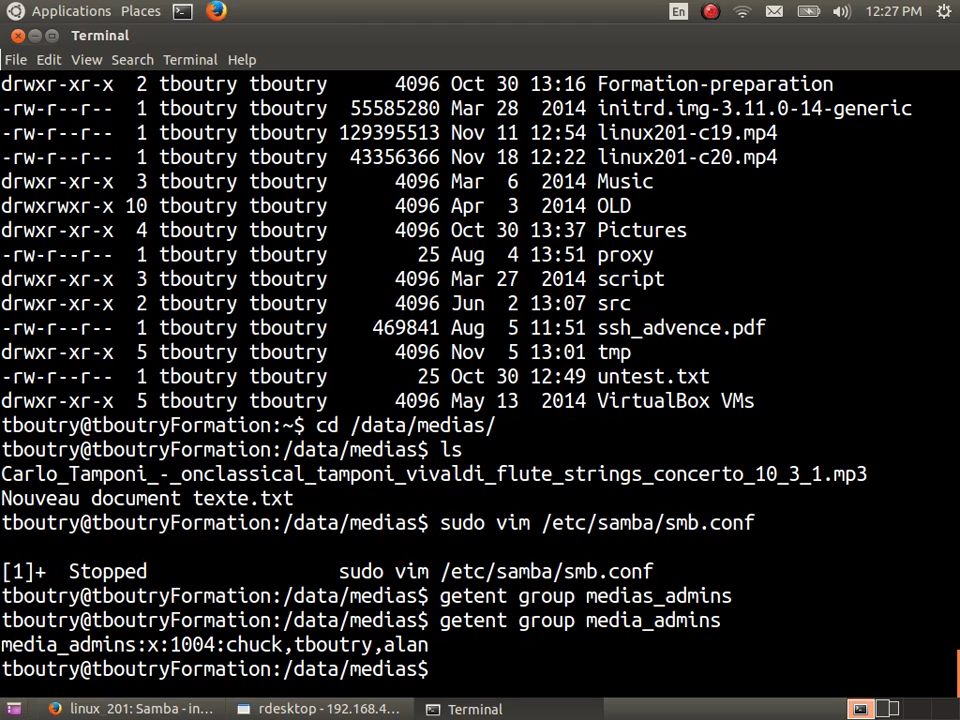 Applications Places En 12:27 PM
Terminal
File Edit View Search Terminal Help
drwxr-xr-x  2 tboutry tboutry      4096 Oct 30 13:16 Formation-preparation
-rw-r--r--  1 tboutry tboutry  55585280 Mar 28  2014 initrd.img-3.11.0-14-generic
-rw-r--r--  1 tboutry tboutry 129395513 Nov 11 12:54 linux201-c19.mp4
-rw-r--r--  1 tboutry tboutry  43356366 Nov 18 12:22 linux201-c20.mp4
drwxr-xr-x  3 tboutry tboutry      4096 Mar  6  2014 Music
drwxrwxr-x 10 tboutry tboutry      4096 Apr  3  2014 OLD
drwxr-xr-x  4 tboutry tboutry      4096 Oct 30 13:37 Pictures
-rw-r--r--  1 tboutry tboutry        25 Aug  4 13:51 proxy
drwxr-xr-x  3 tboutry tboutry      4096 Mar 27  2014 script
drwxr-xr-x  2 tboutry tboutry      4096 Jun  2 13:07 src
-rw-r--r--  1 tboutry tboutry    469841 Aug  5 11:51 ssh_advence.pdf
drwxr-xr-x  5 tboutry tboutry      4096 Nov  5 13:01 tmp
-rw-r--r--  1 tboutry tboutry        25 Oct 30 12:49 untest.txt
drwxr-xr-x  5 tboutry tboutry      4096 May 13  2014 VirtualBox VMs
tboutry@tboutryFormation:~$ cd /data/medias/
tboutry@tboutryFormation:/data/medias$ ls
Carlo_Tamponi_-_onclassical_tamponi_vivaldi_flute_strings_concerto_10_3_1.mp3
Nouveau document texte.txt
tboutry@tboutryFormation:/data/medias$ sudo vim /etc/samba/smb.conf
[1]+  Stopped                 sudo vim /etc/samba/smb.conf
tboutry@tboutryFormation:/data/medias$ getent group medias_admins
tboutry@tboutryFormation:/data/medias$ getent group media_admins
media_admins:x:1004:chuck,tboutry,alan
tboutry@tboutryFormation:/data/medias$
linux_201: Samba - in... rdesktop - 192.168.4... Terminal